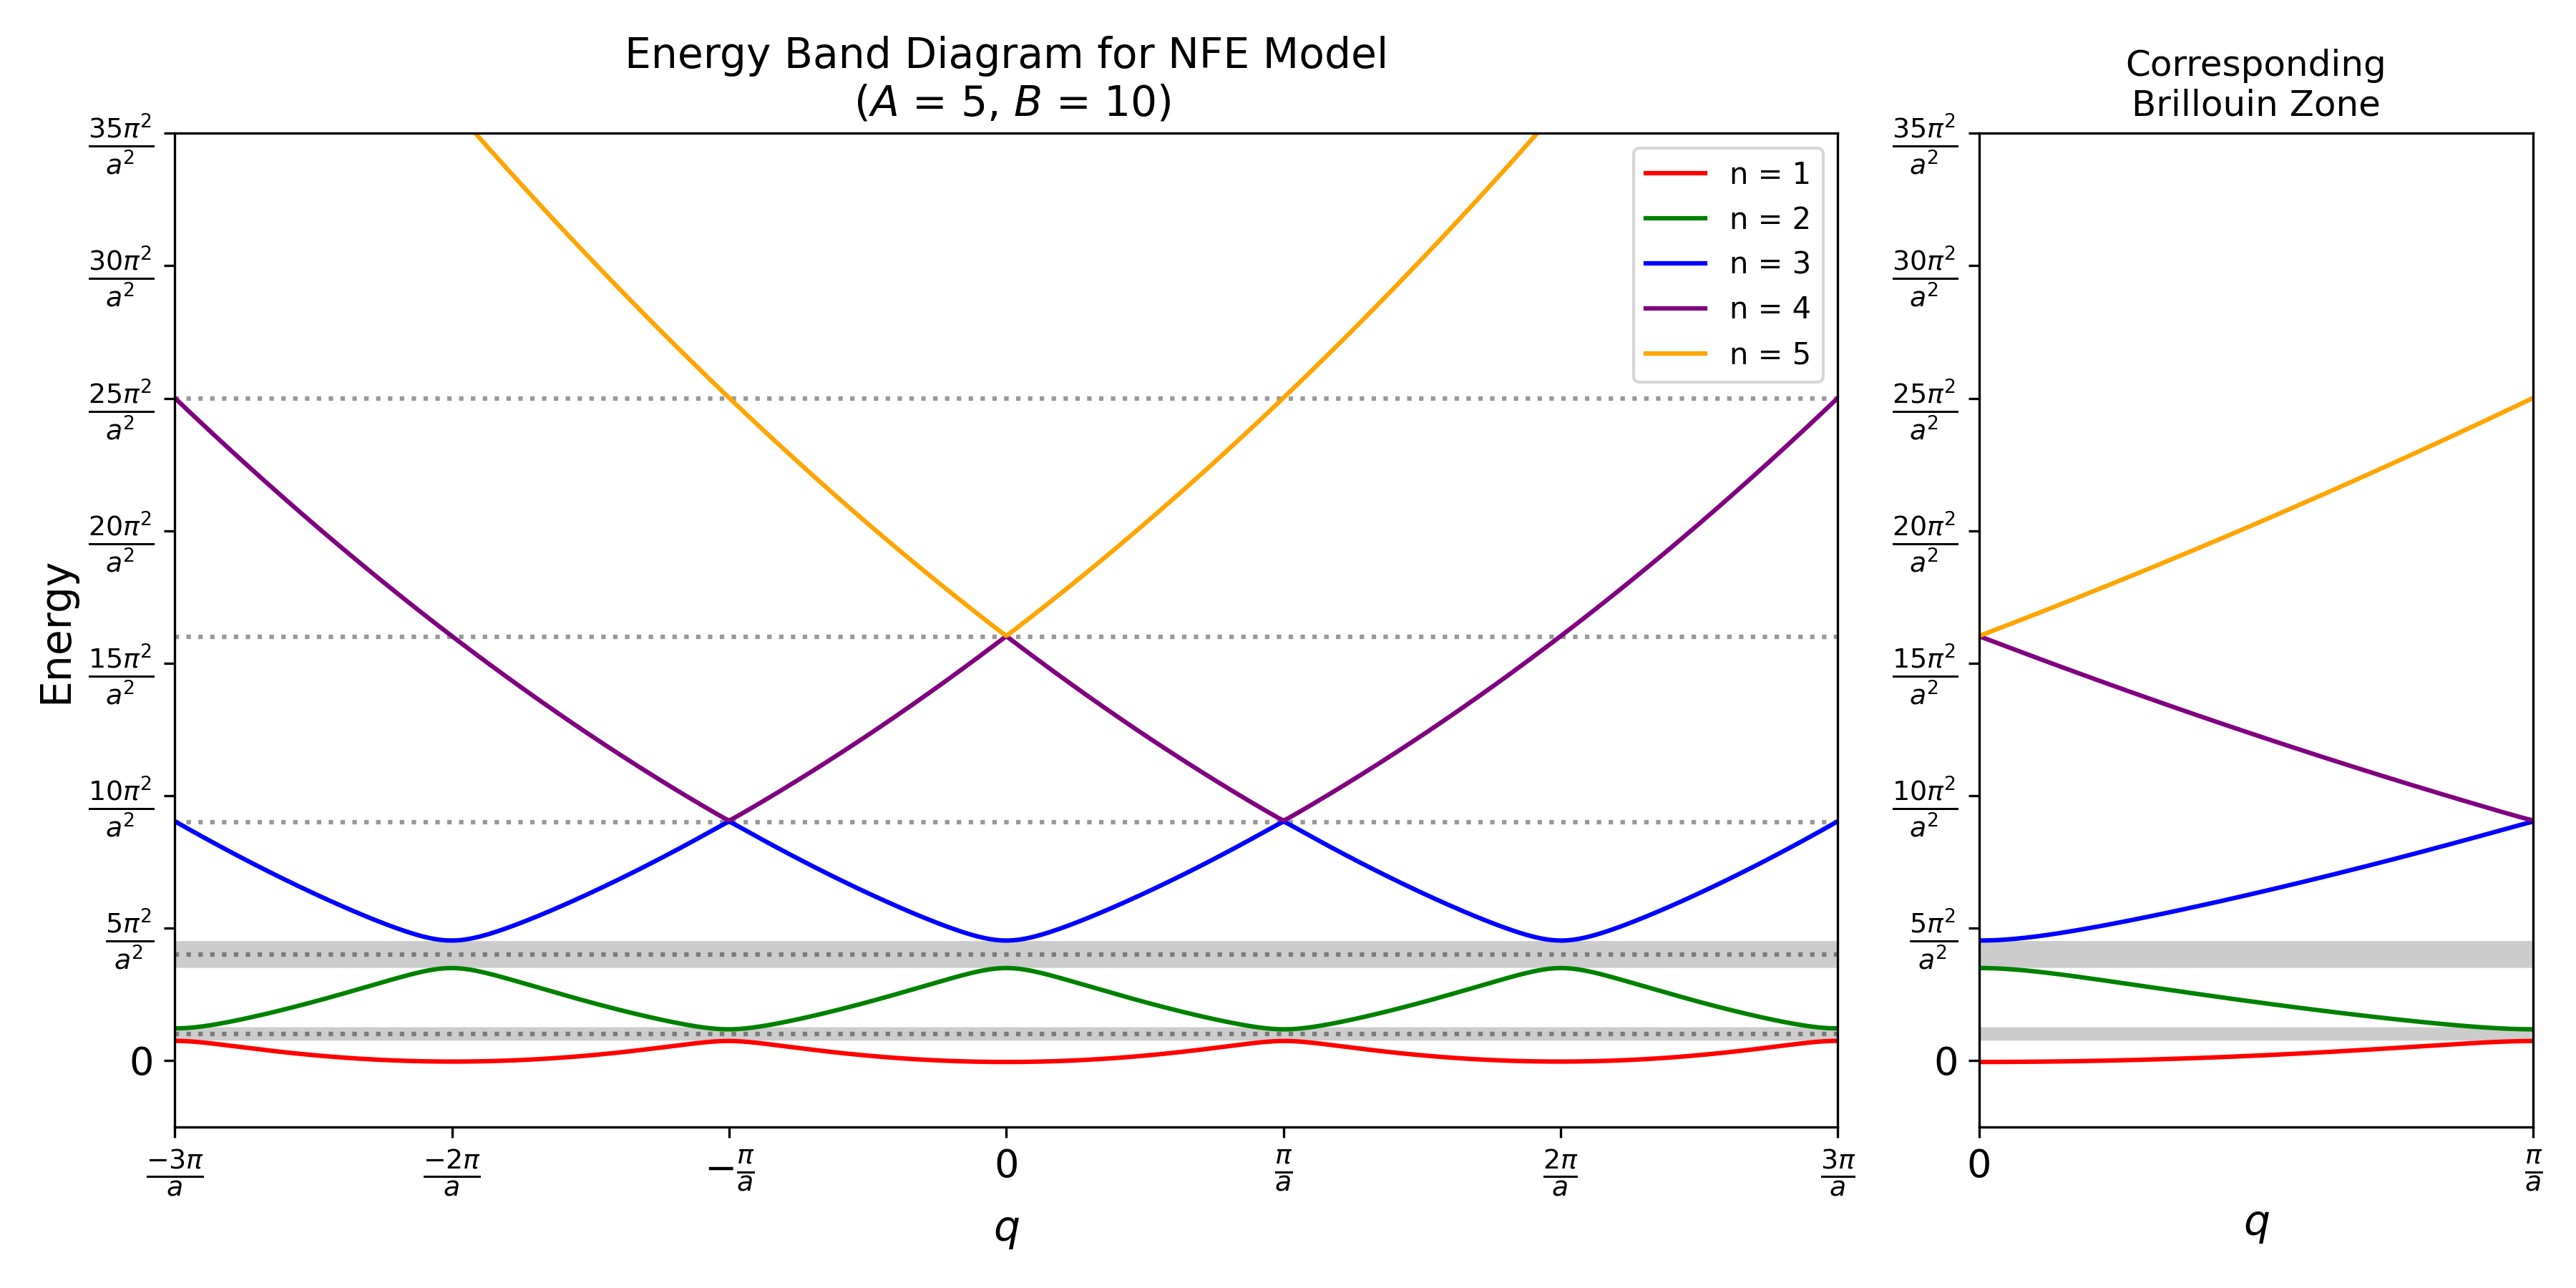 Energy Band Diagram for NFE Model
(A = 5, B = 10)
Energy
35π²/a²
30π²/a²
25π²/a²
20π²/a²
15π²/a²
10π²/a²
5π²/a²
0
n = 1
n = 2
n = 3
n = 4
n = 5
−3π/a
−2π/a
−π/a
0
π/a
2π/a
3π/a
q
Corresponding
Brillouin Zone
35π²/a²
30π²/a²
25π²/a²
20π²/a²
15π²/a²
10π²/a²
5π²/a²
0
0
π/a
q